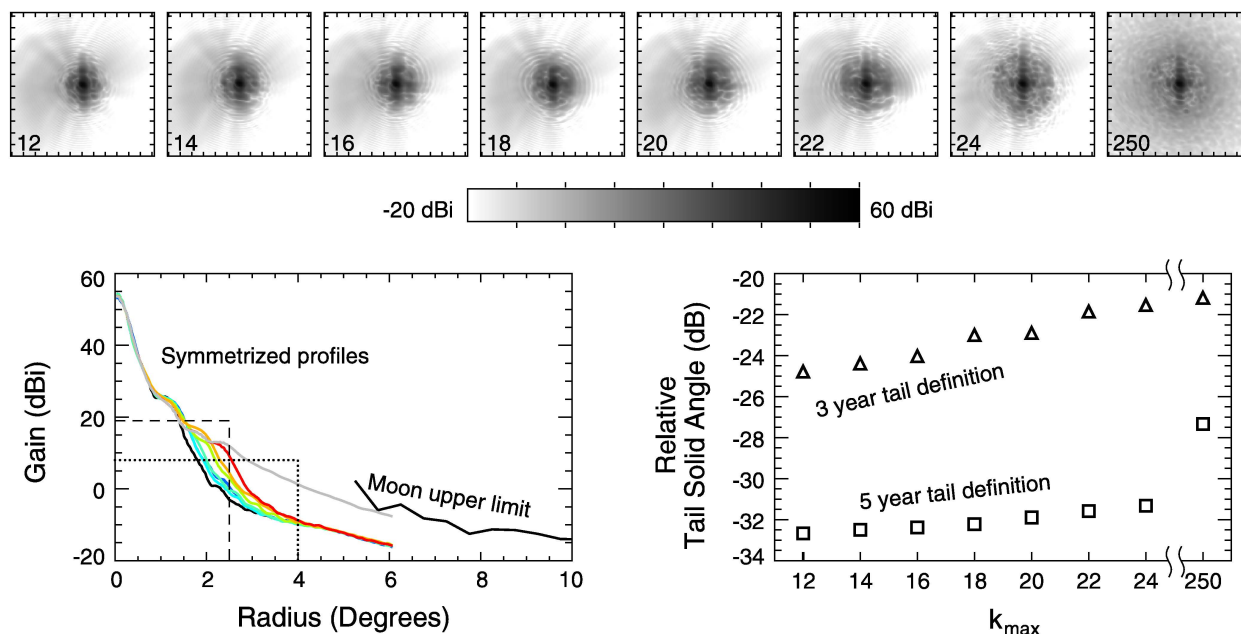 12 14 16 18 20 22 24 250
-20 dBi 60 dBi
60
40
20
0
-20
Gain (dBi)
Symmetrized profiles
Moon upper limit
0 2 4 6 8 10
Radius (Degrees)
-20
-22
-24
-26
-28
-30
-32
-34
Relative
Tail Solid Angle (dB)
3 year tail definition
5 year tail definition
12 14 16 18 20 22 24 250
kmax